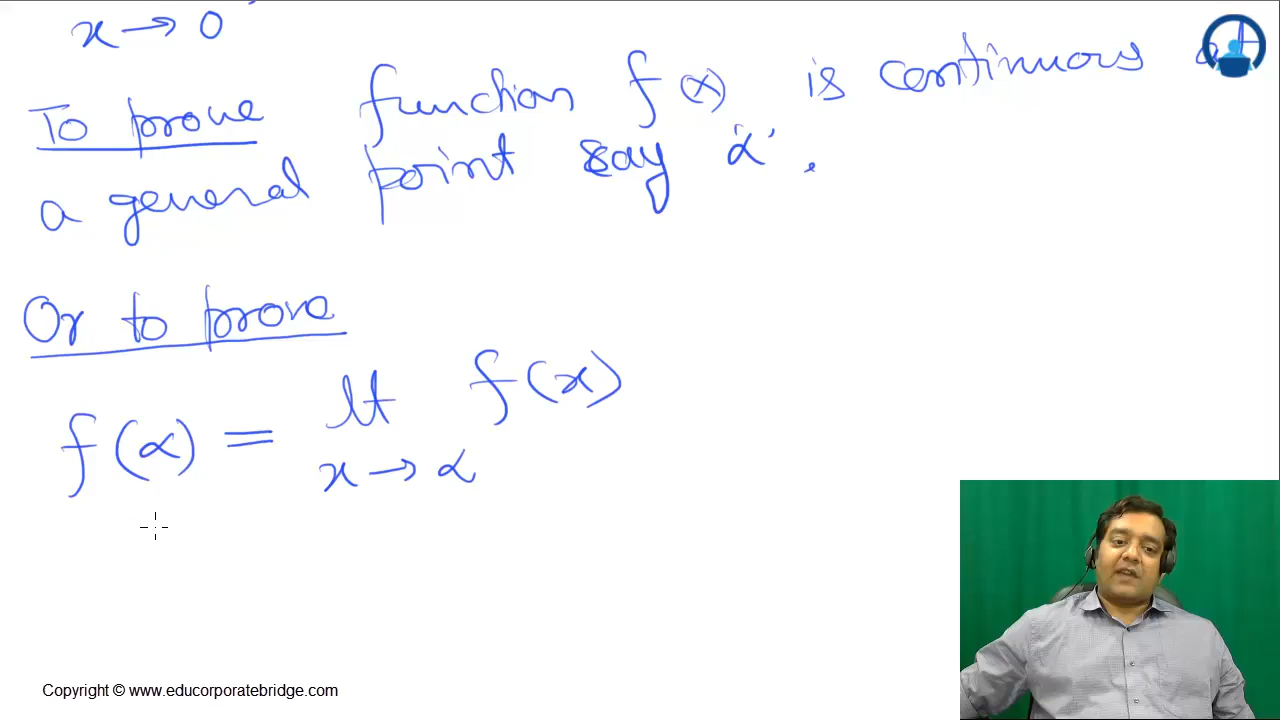 x → 0
To prove function f(x) is continuous at
a general point say 'α'.
Or to prove
f(α) = lt f(x)
x → α
Copyright © www.educorporatebridge.com